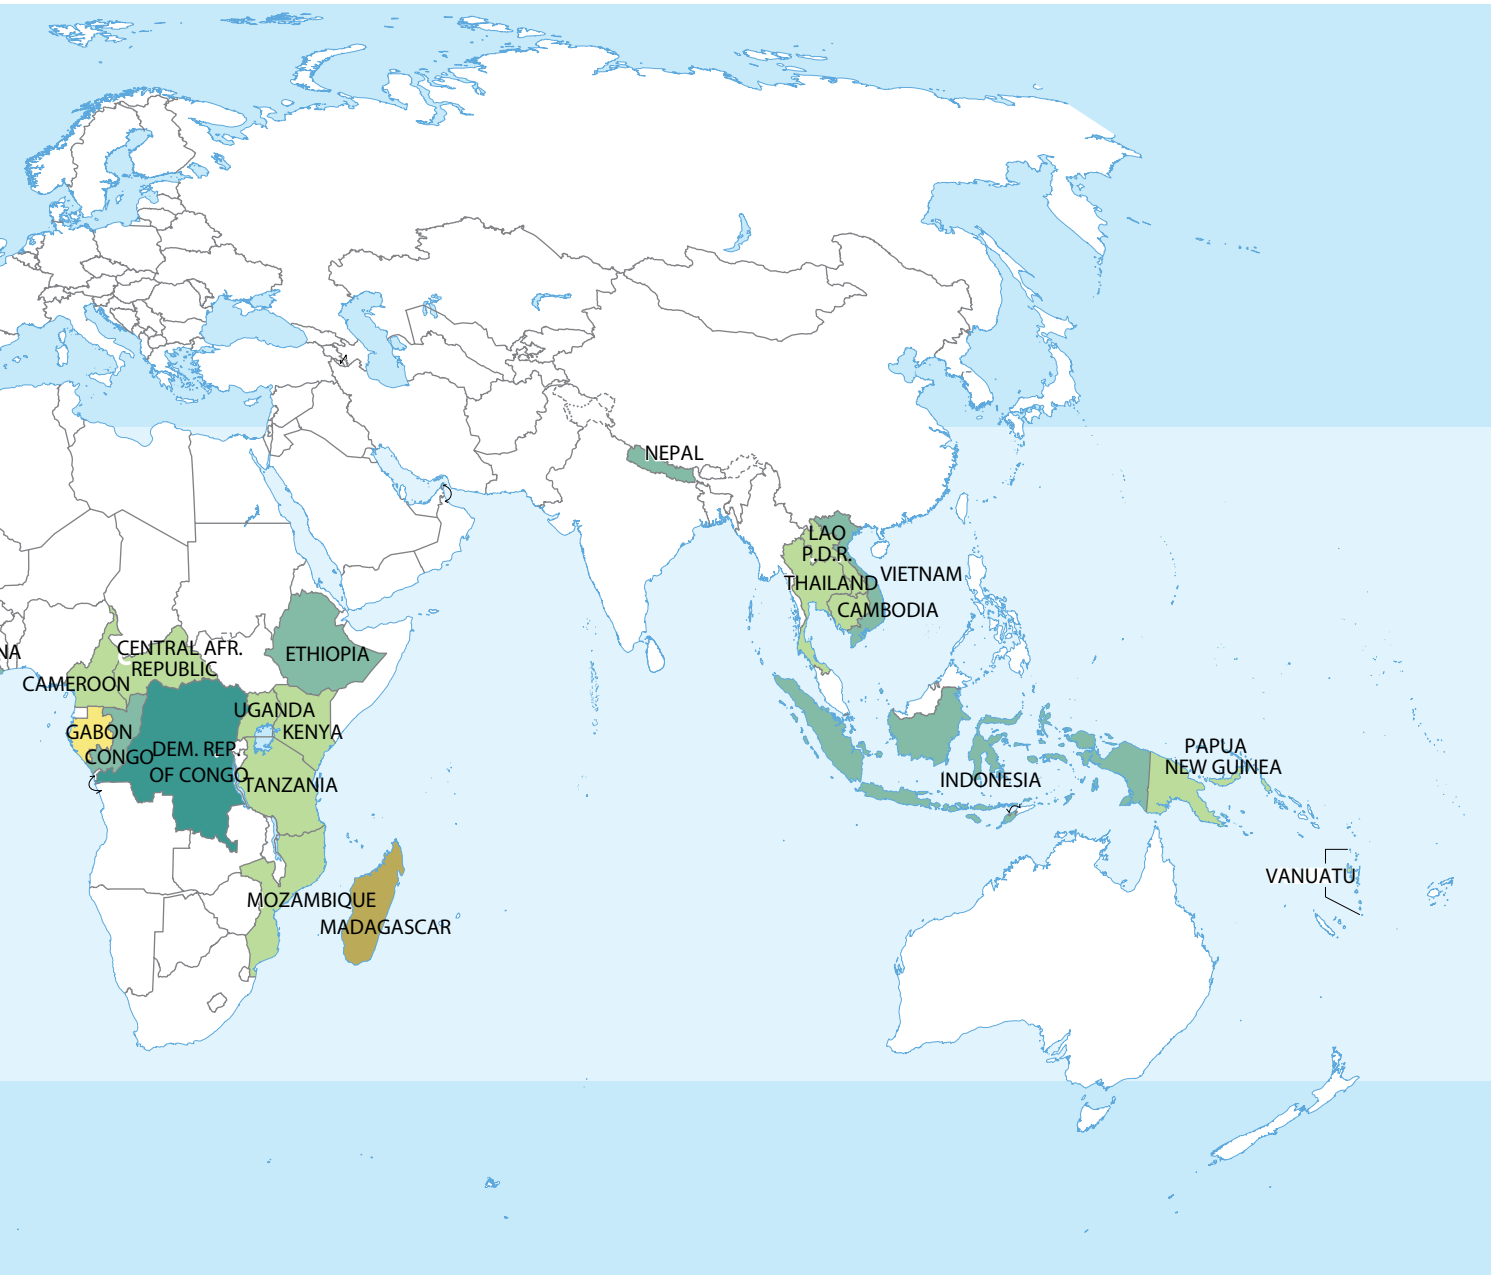 NEPAL
LAO
P.D.R.
VIETNAM
THAILAND
CAMBODIA
NA
CENTRAL AFR.
REPUBLIC
ETHIOPIA
CAMEROON
UGANDA
GABON
KENYA
CONGO
DEM. REP.
OF CONGO
TANZANIA
INDONESIA
PAPUA
NEW GUINEA
VANUATU
MOZAMBIQUE
MADAGASCAR